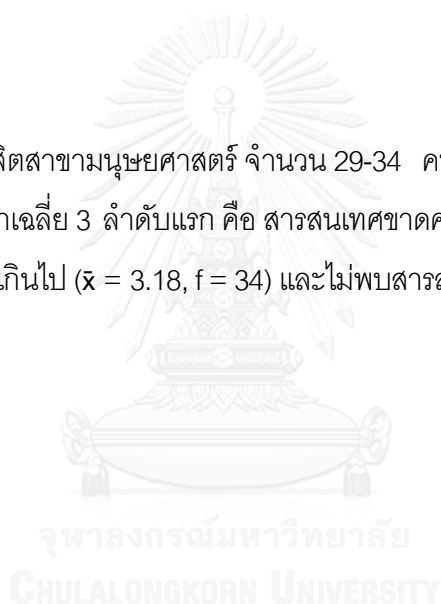 สิตสาขามนุษยศาสตร์ จำนวน 29-34 ค
าเฉลี่ย 3 ลำดับแรก คือ สารสนเทศขาดค
เกินไป (x̄ = 3.18, f = 34) และไม่พบสารส
จุฬาลงกรณ์มหาวิทยาลัย
CHULALONGKORN UNIVERSITY